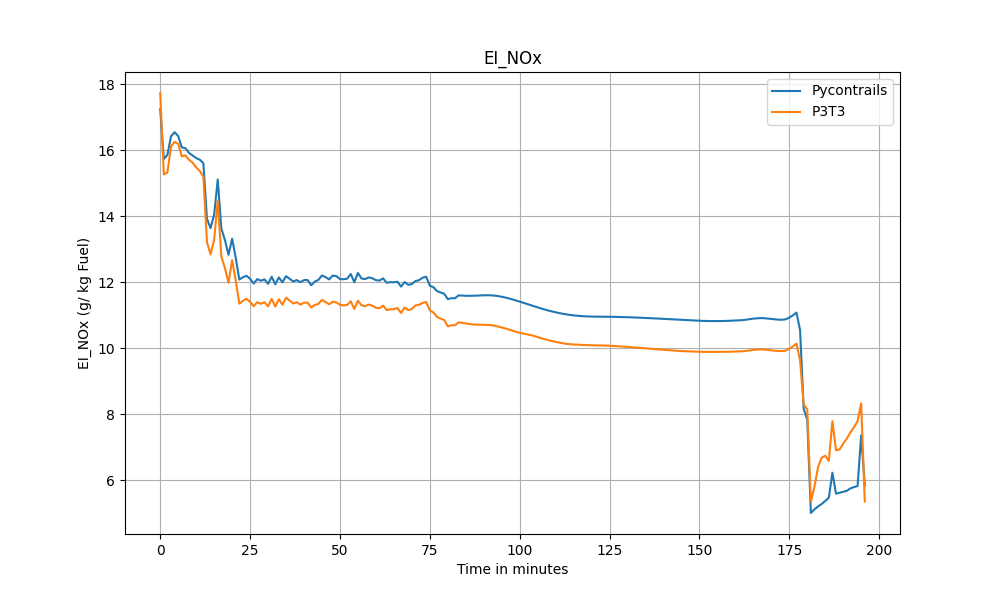 EI_NOx
Pycontrails
P3T3
EI_NOx (g/ kg Fuel)
18
16
14
12
10
8
6
0 25 50 75 100 125 150 175 200
Time in minutes